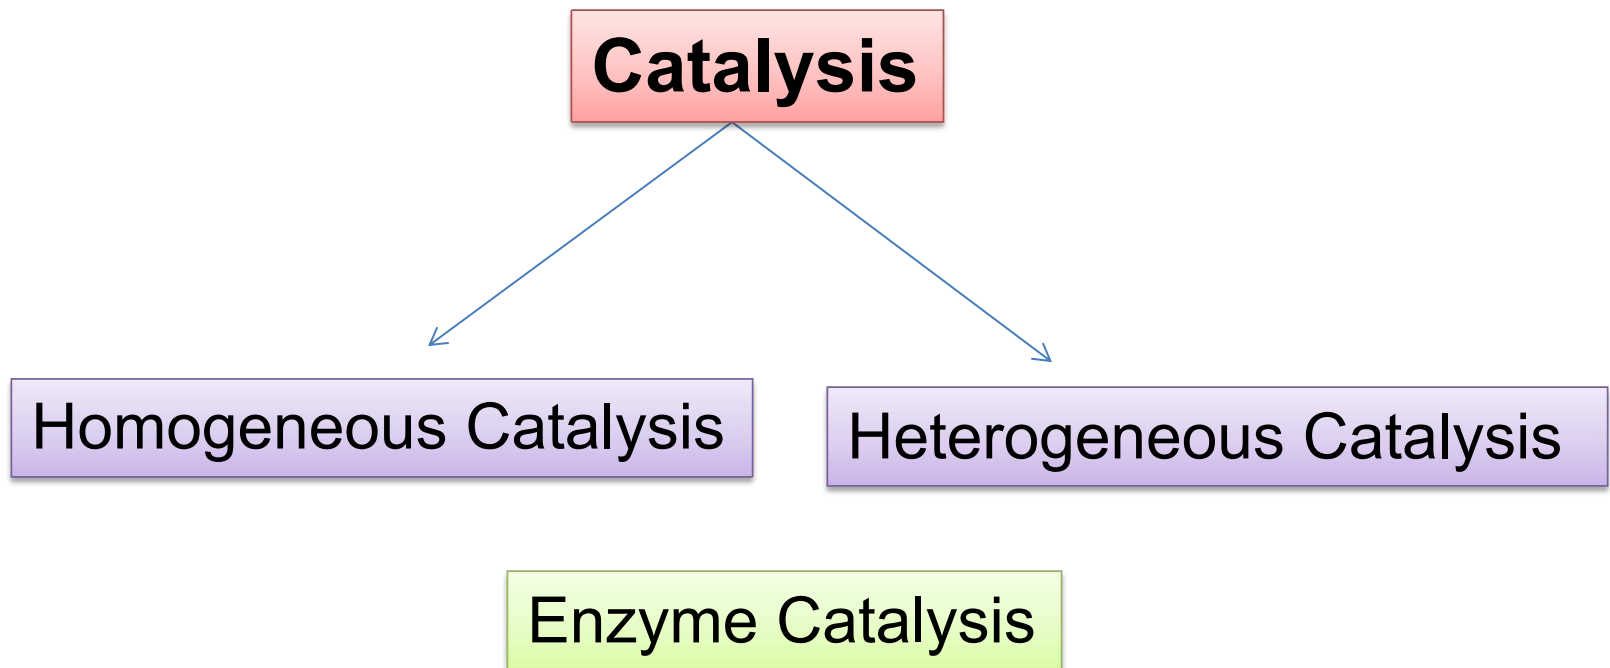 Catalysis
Homogeneous Catalysis
Heterogeneous Catalysis
Enzyme Catalysis